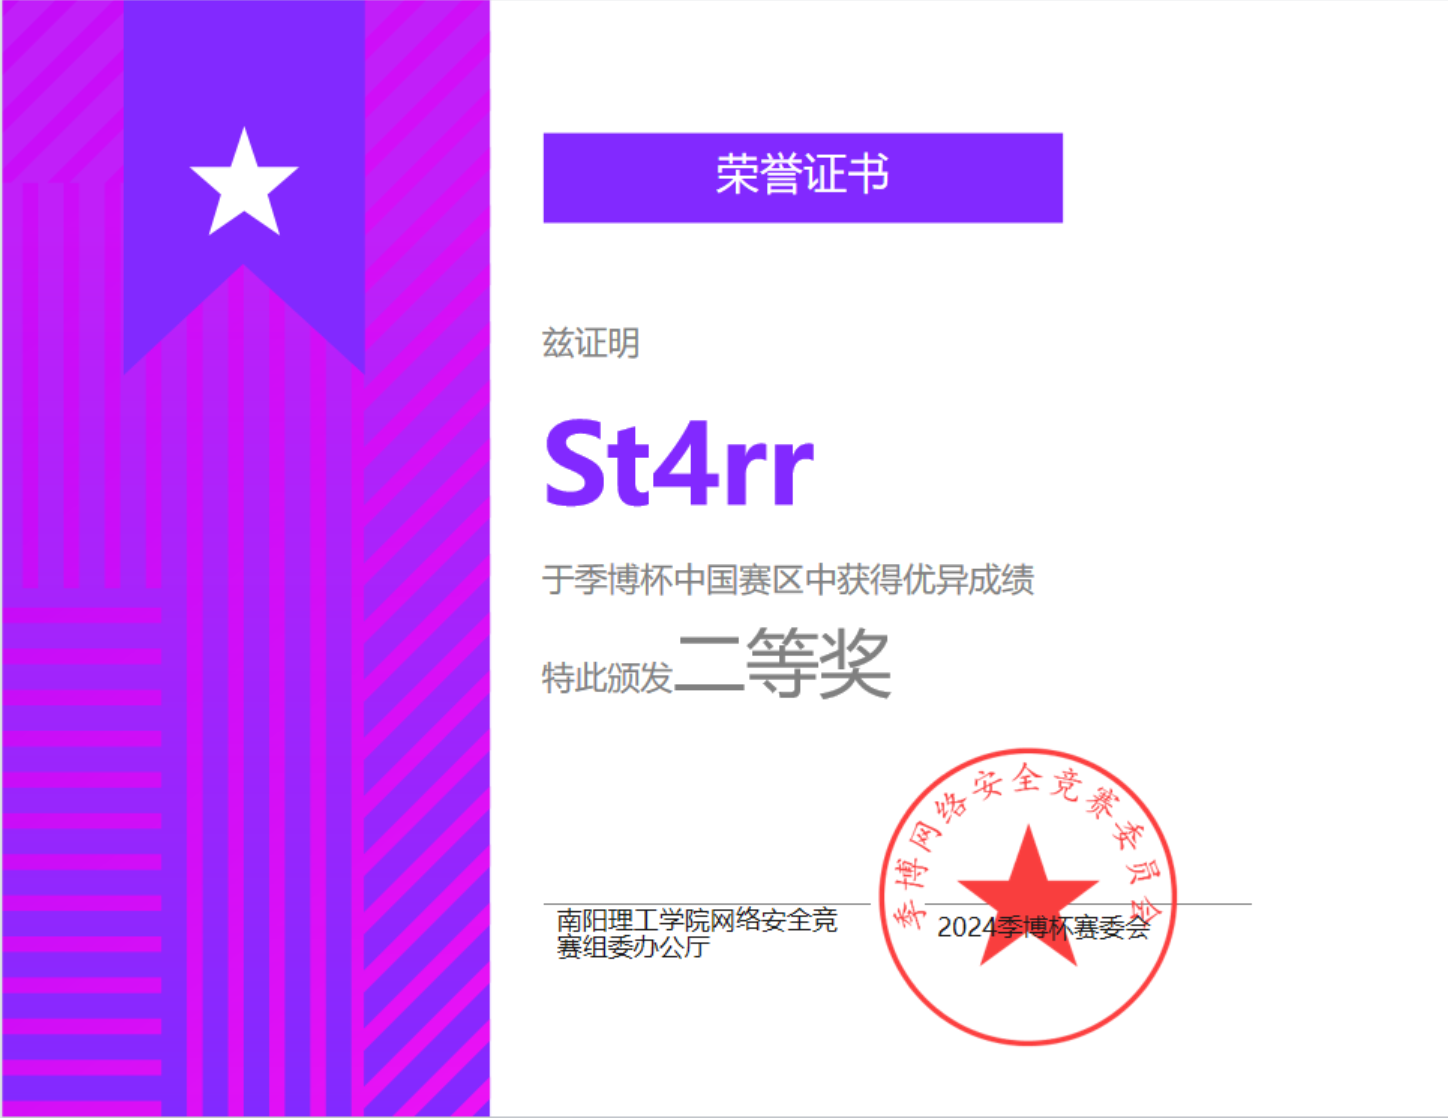 荣誉证书
兹证明
St4rr
于季博杯中国赛区中获得优异成绩
特此颁发二等奖
季博网络安全竞赛委员会
南阳理工学院网络安全竞
赛组委办公厅
2024季博杯赛委会